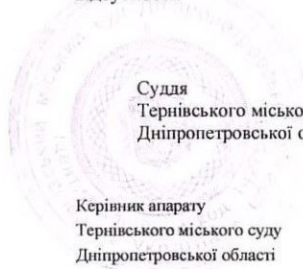 Суддя
Тернівського місько
Дніпропетровської о
Керівник апарату
Тернівського міського суду
Дніпропетровської області